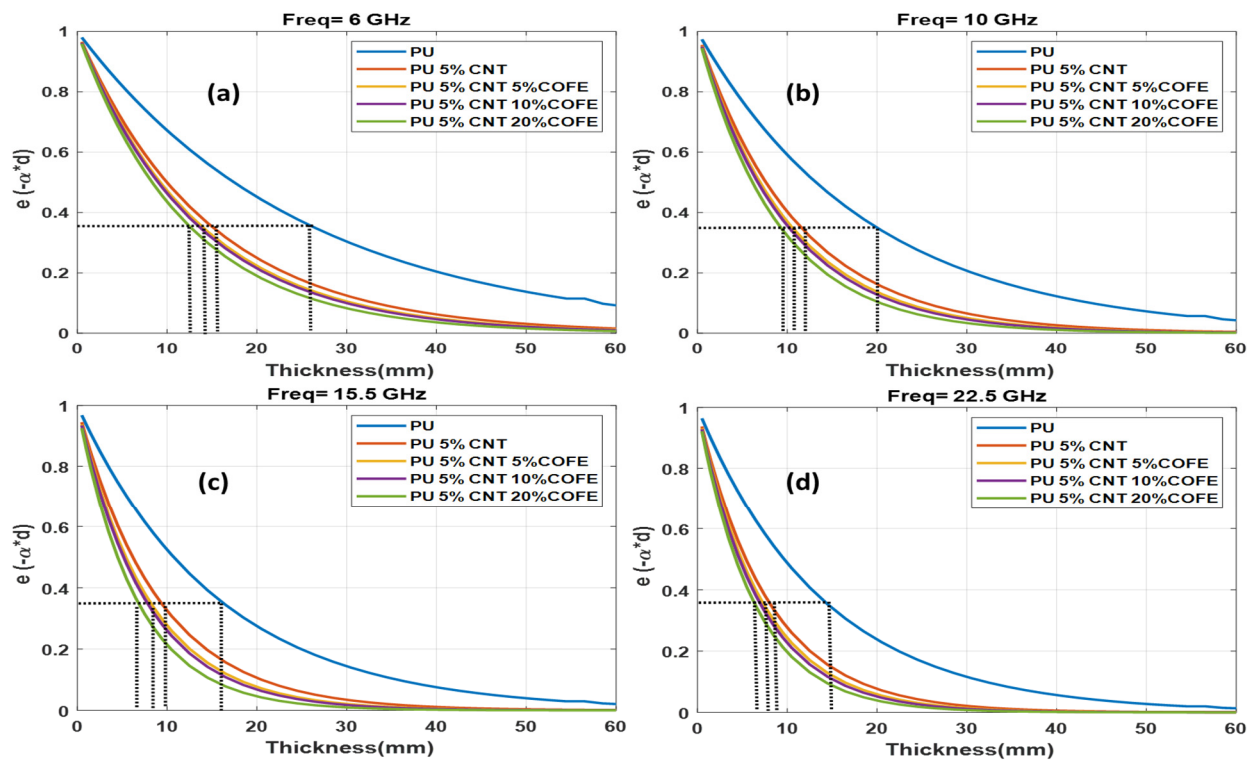 Freq= 6 GHz
1
0.8
0.6
0.4
0.2
0
e (-α*d)
(a)
PU
PU 5% CNT
PU 5% CNT 5%COFE
PU 5% CNT 10%COFE
PU 5% CNT 20%COFE
0 10 20 30 40 50 60
Thickness(mm)
Freq= 10 GHz
1
0.8
0.6
0.4
0.2
0
e (-α*d)
(b)
PU
PU 5% CNT
PU 5% CNT 5%COFE
PU 5% CNT 10%COFE
PU 5% CNT 20%COFE
0 10 20 30 40 50 60
Thickness(mm)
Freq= 15.5 GHz
1
0.8
0.6
0.4
0.2
0
e (-α*d)
(c)
PU
PU 5% CNT
PU 5% CNT 5%COFE
PU 5% CNT 10%COFE
PU 5% CNT 20%COFE
0 10 20 30 40 50 60
Thickness(mm)
Freq= 22.5 GHz
1
0.8
0.6
0.4
0.2
0
e (-α*d)
(d)
PU
PU 5% CNT
PU 5% CNT 5%COFE
PU 5% CNT 10%COFE
PU 5% CNT 20%COFE
0 10 20 30 40 50 60
Thickness(mm)